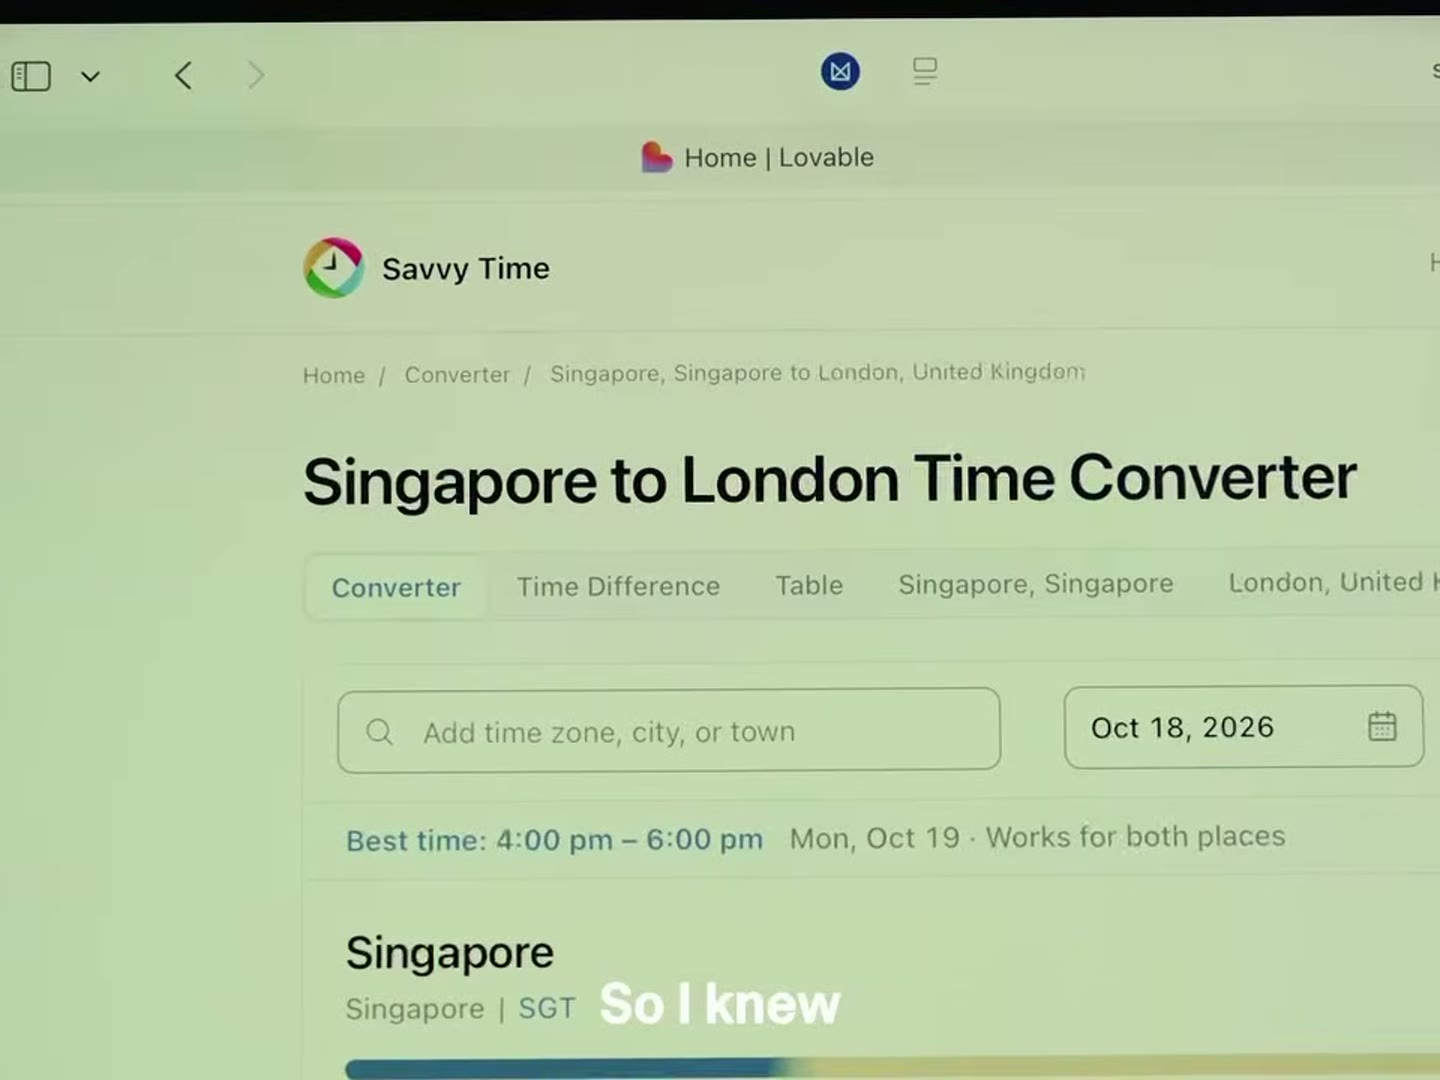 Home | Lovable
Savvy Time
Home / Converter / Singapore, Singapore to London, United Kingdom
Singapore to London Time Converter
Converter Time Difference Table Singapore, Singapore London, United
Add time zone, city, or town
Oct 18, 2026
Best time: 4:00 pm – 6:00 pm Mon, Oct 19 · Works for both places
Singapore
Singapore | SGT
So I knew